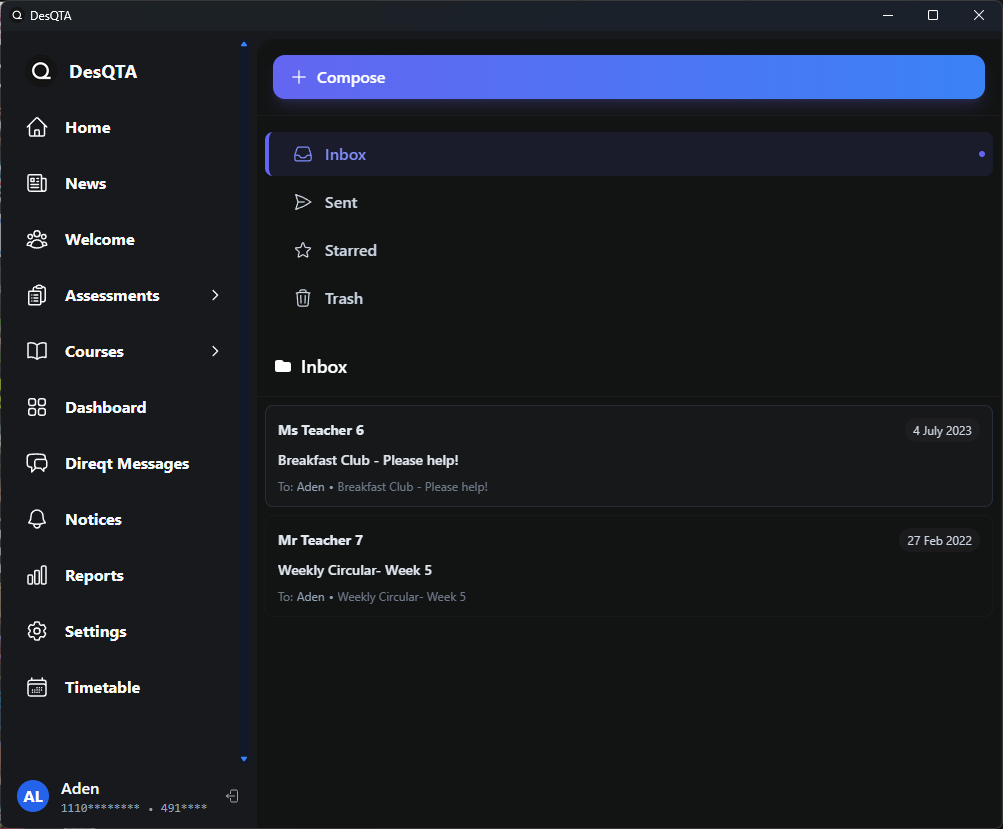 DesQTA
DesQTA
Home
News
Welcome
Assessments
Courses
Dashboard
Direqt Messages
Notices
Reports
Settings
Timetable
AL
Aden
1110******** • 491****
Compose
Inbox
Sent
Starred
Trash
Inbox
Ms Teacher 6
4 July 2023
Breakfast Club - Please help!
To: Aden • Breakfast Club - Please help!
Mr Teacher 7
27 Feb 2022
Weekly Circular- Week 5
To: Aden • Weekly Circular- Week 5